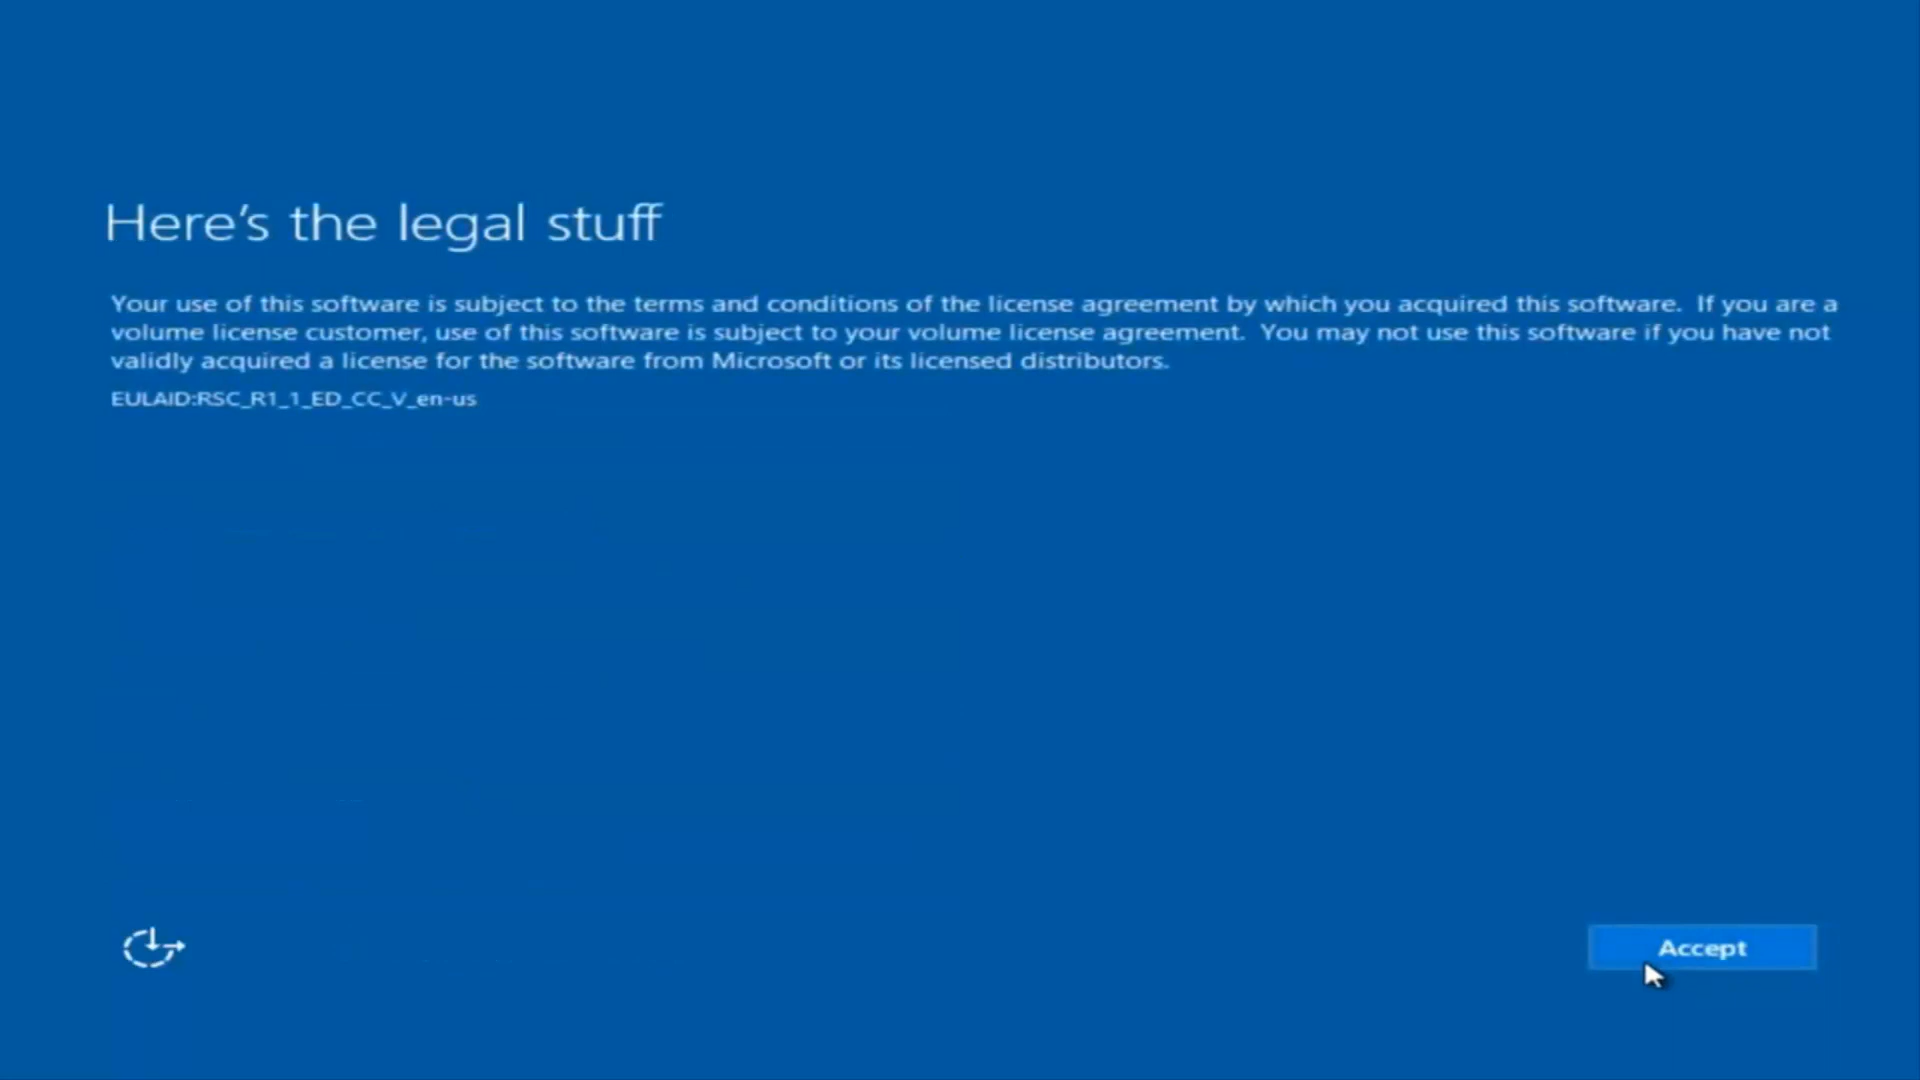 Here's the legal stuff
Your use of this software is subject to the terms and conditions of the license agreement by which you acquired this software.  If you are a
volume license customer, use of this software is subject to your volume license agreement.  You may not use this software if you have not
validly acquired a license for the software from Microsoft or its licensed distributors.
EULAID:RSC_R1_1_ED_CC_V_en-us
Accept